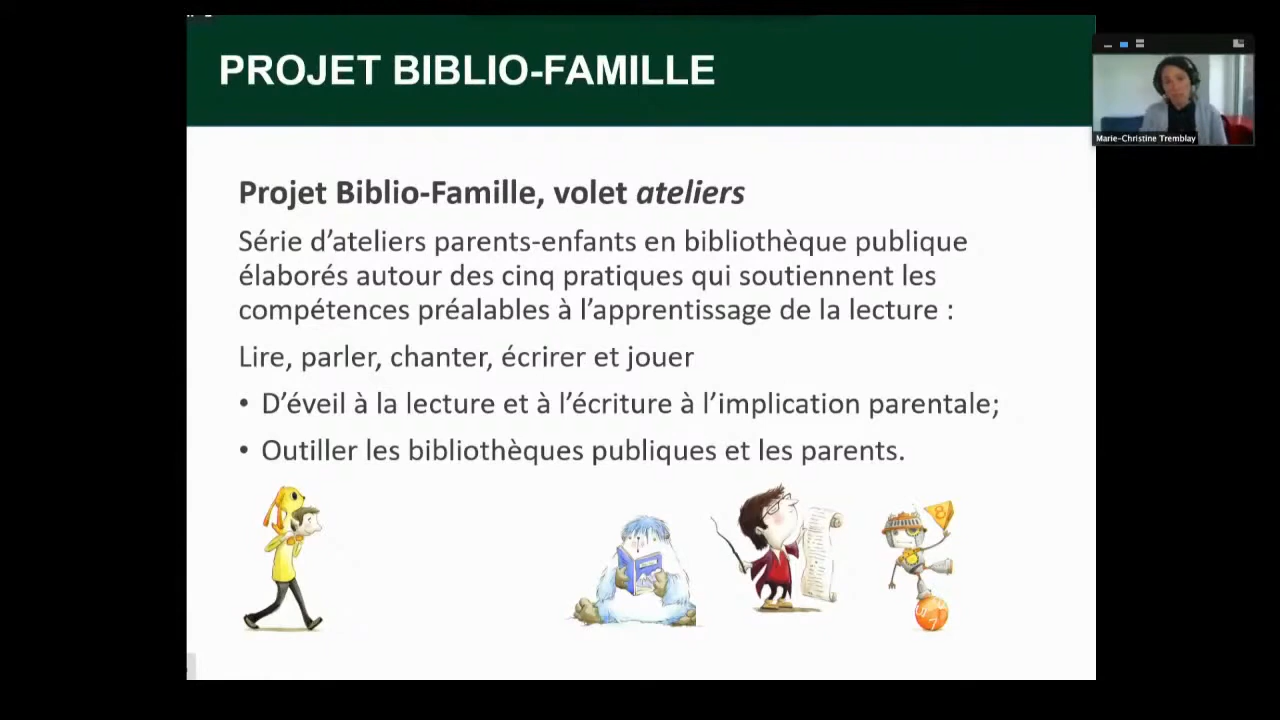 PROJET BIBLIO-FAMILLE
Marie-Christine Tremblay
Projet Biblio-Famille, volet ateliers
Série d’ateliers parents-enfants en bibliothèque publique
élaborés autour des cinq pratiques qui soutiennent les
compétences préalables à l’apprentissage de la lecture :
Lire, parler, chanter, écrirer et jouer
• D’éveil à la lecture et à l’écriture à l’implication parentale;
• Outiller les bibliothèques publiques et les parents.
8
7